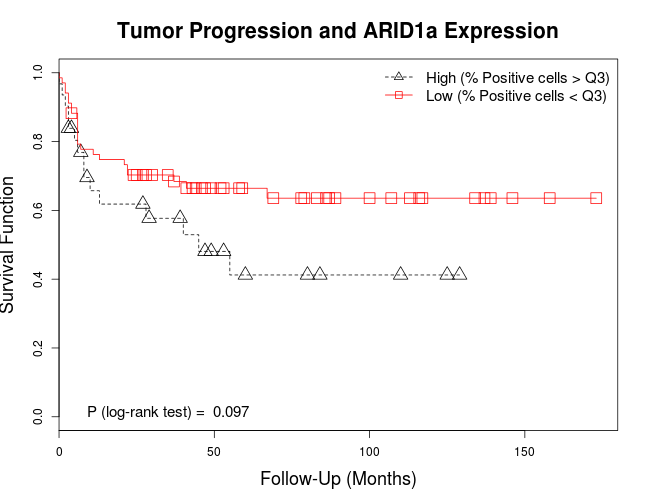 Tumor Progression and ARID1a Expression
High (% Positive cells > Q3)
Low (% Positive cells < Q3)
Survival Function
1.0
0.8
0.6
0.4
0.2
0.0
P (log-rank test) = 0.097
0 50 100 150
Follow-Up (Months)